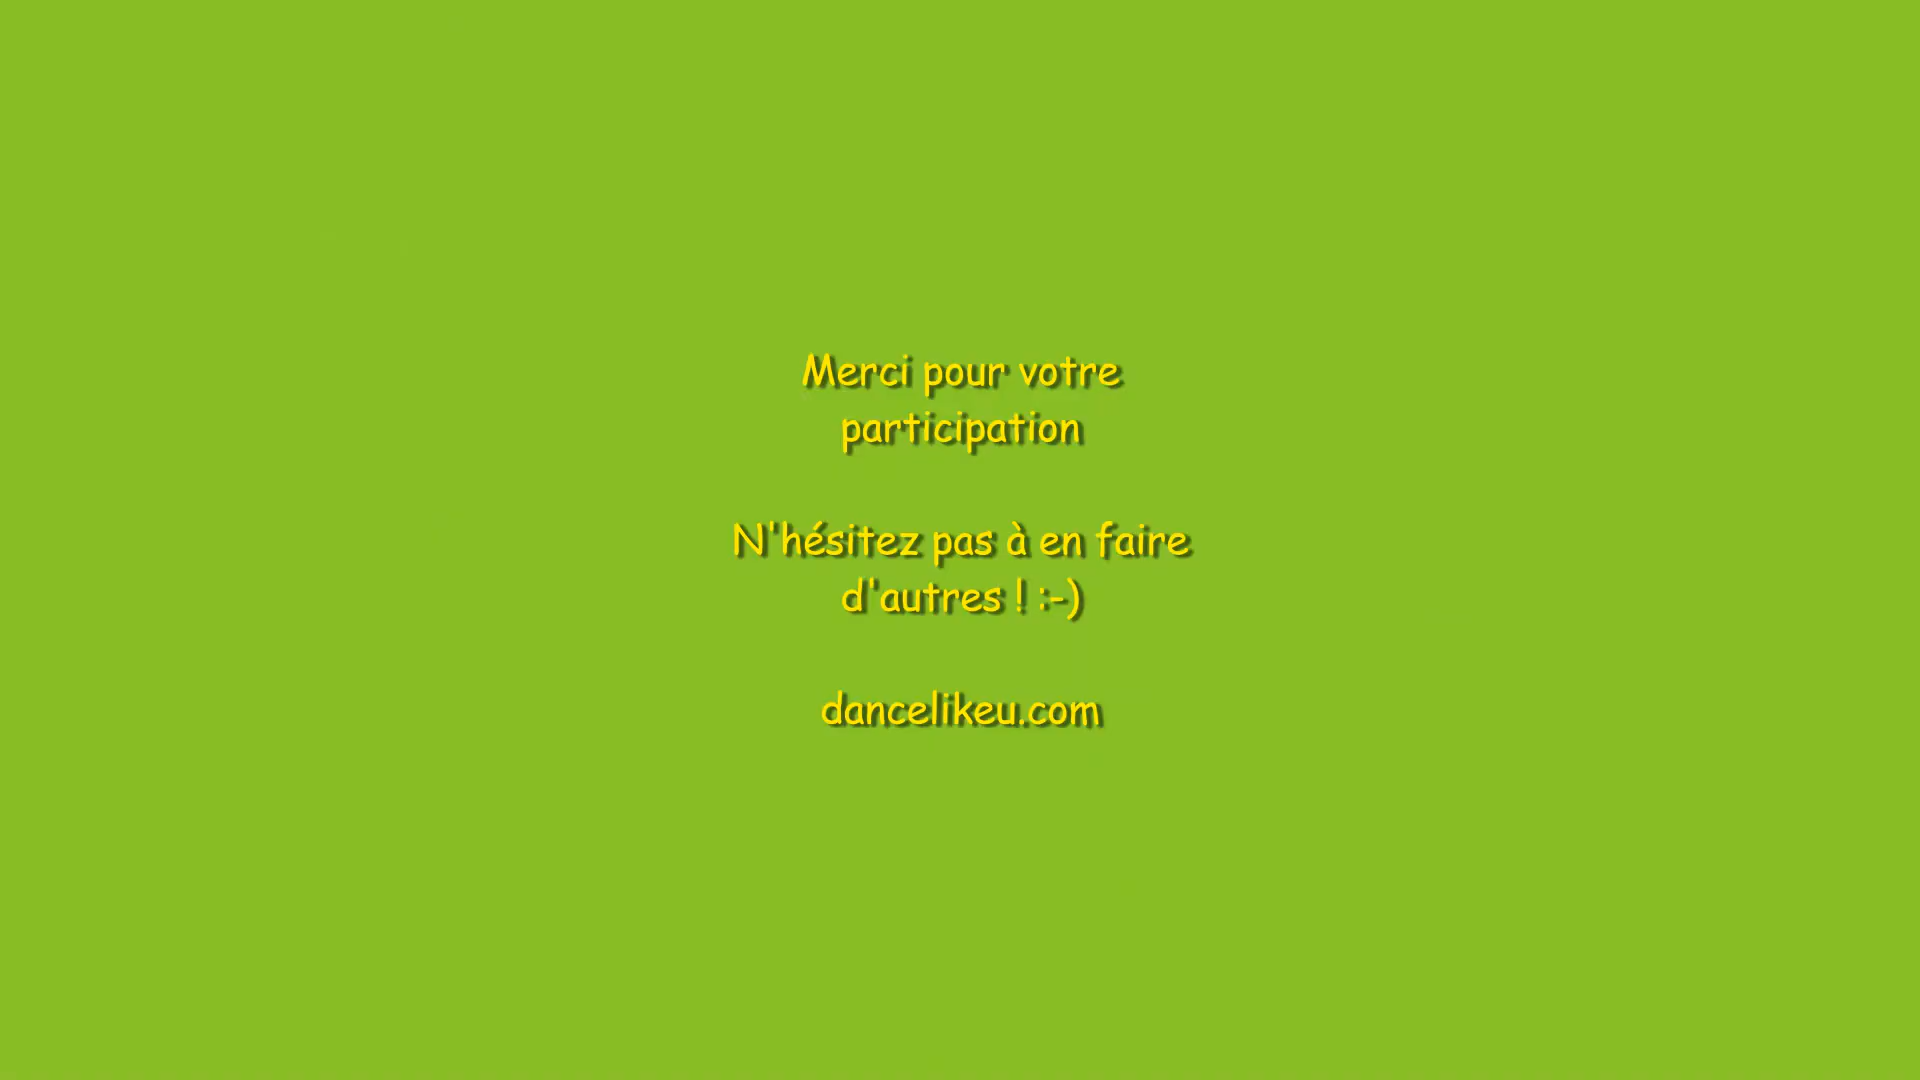 Merci pour votre
participation
N'hésitez pas à en faire
d'autres ! :-)
dancelikeu.com